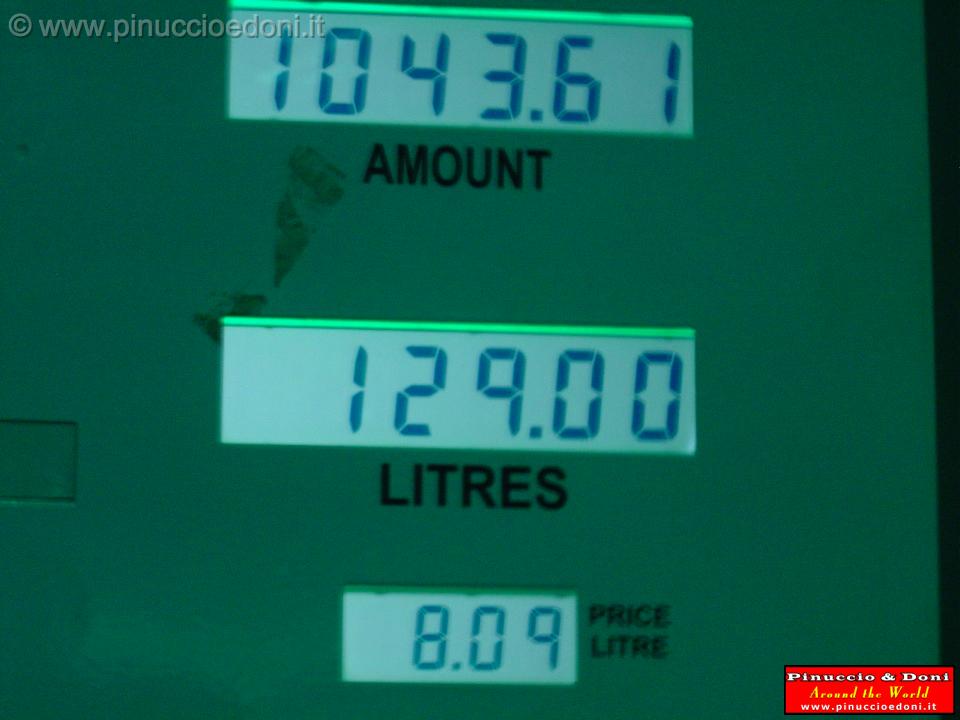 © www.pinuccioedoni.it
1043.61
AMOUNT
129.00
LITRES
8.09
PRICE
LITRE
Pinuccio & Doni
Around the World
www.pinuccioedoni.it